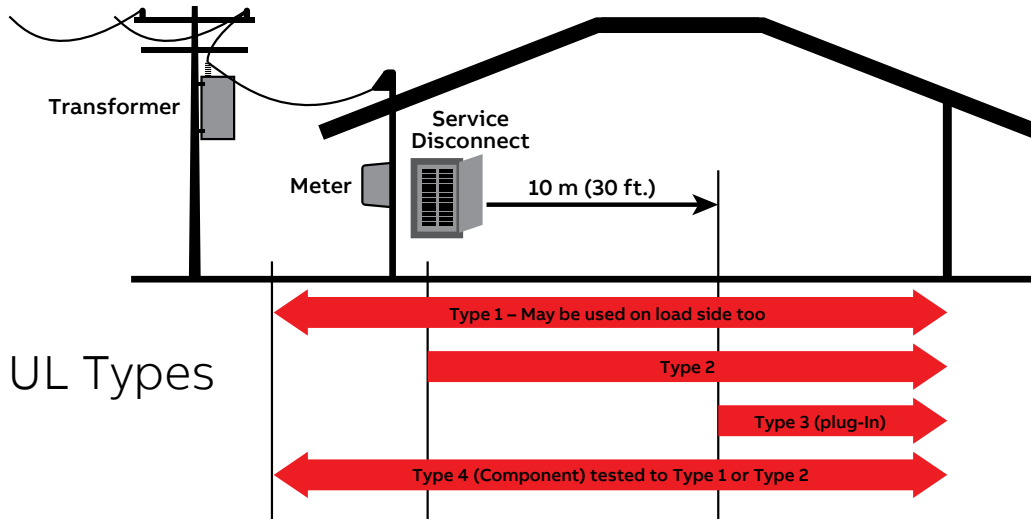 Transformer
Service
Disconnect
Meter
10 m (30 ft.)
Type 1 – May be used on load side too
UL Types
Type 2
Type 3 (plug-In)
Type 4 (Component) tested to Type 1 or Type 2